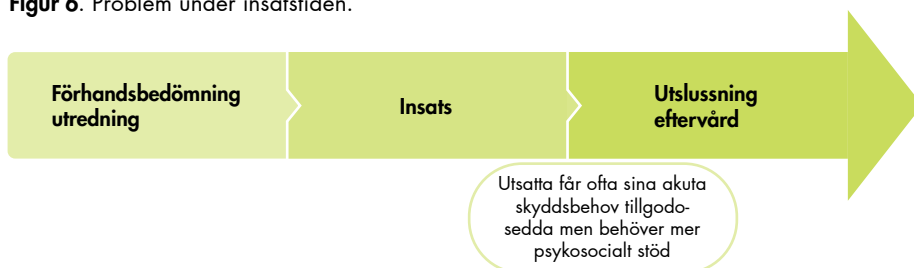 Figur 6. Problem under insatstiden.
Förhandsbedömning
utredning
Insats
Utslussning
eftervård
Utsatta får ofta sina akuta
skyddsbehov tillgodo-
sedda men behöver mer
psykosocialt stöd